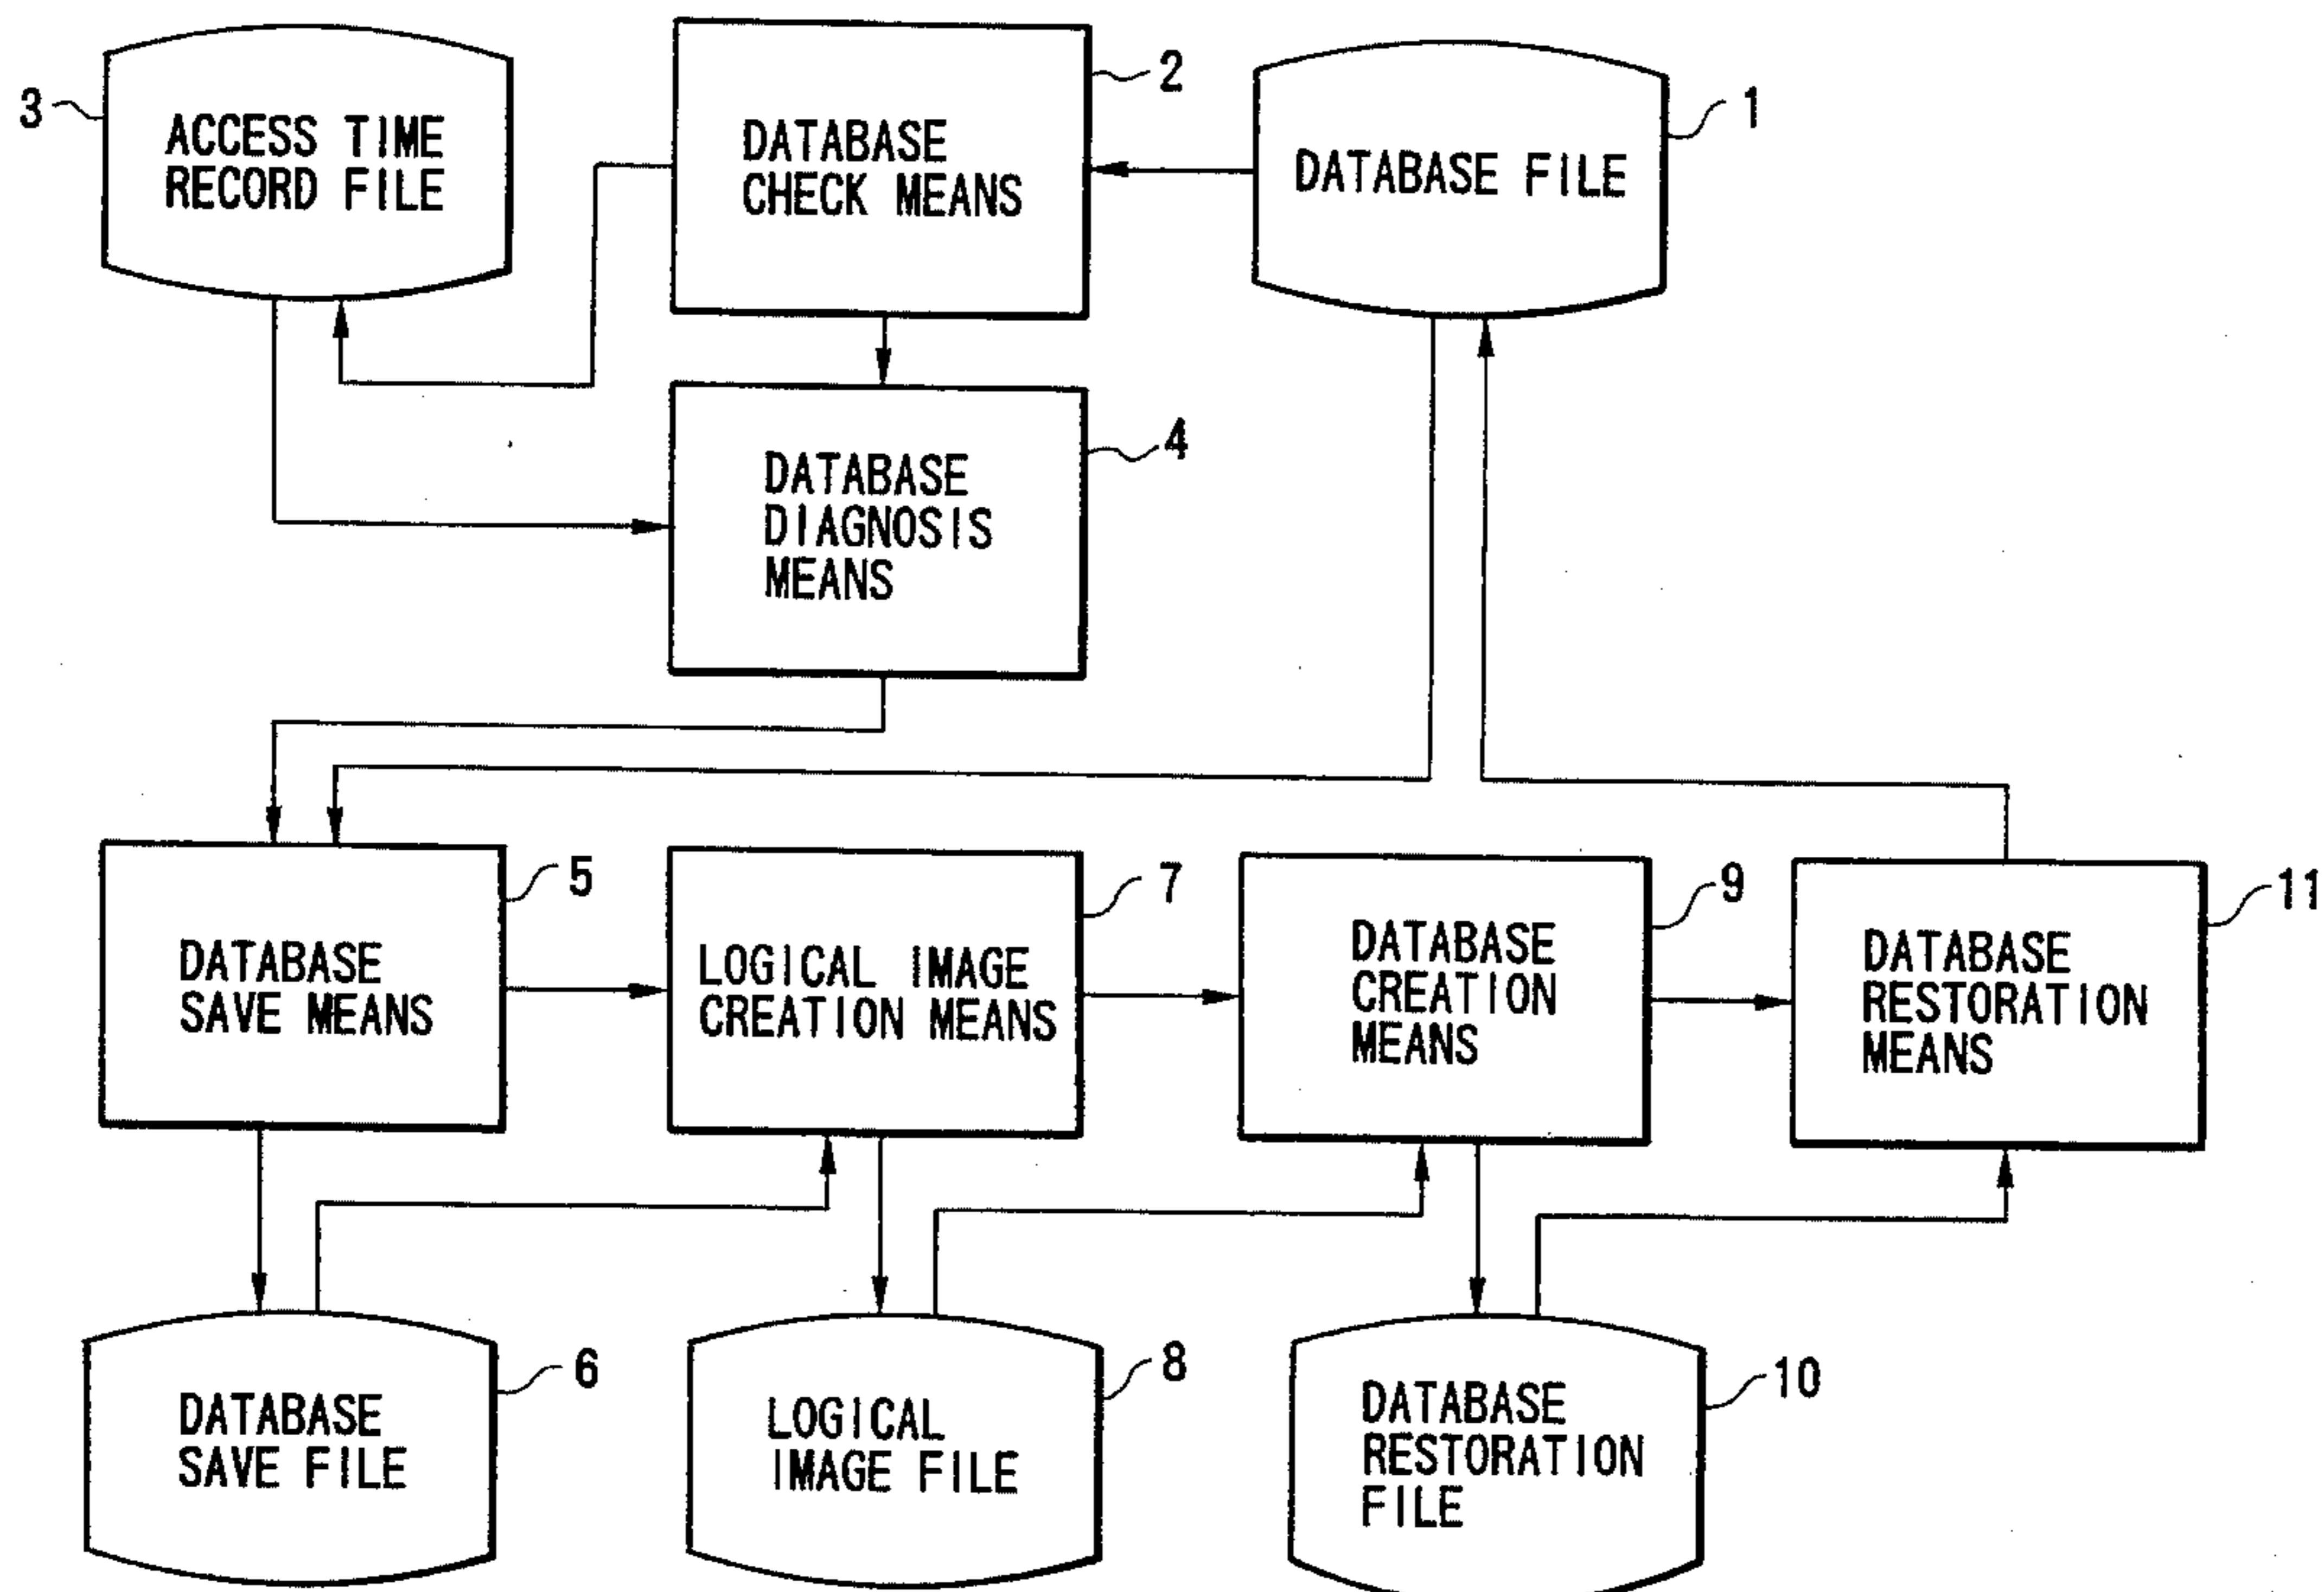 3
ACCESS TIME
RECORD FILE
2
DATABASE
CHECK MEANS
1
DATABASE FILE
4
DATABASE
DIAGNOSIS
MEANS
5
DATABASE
SAVE MEANS
7
LOGICAL IMAGE
CREATION MEANS
9
DATABASE
CREATION
MEANS
11
DATABASE
RESTORATION
MEANS
6
DATABASE
SAVE FILE
8
LOGICAL
IMAGE FILE
10
DATABASE
RESTORATION
FILE